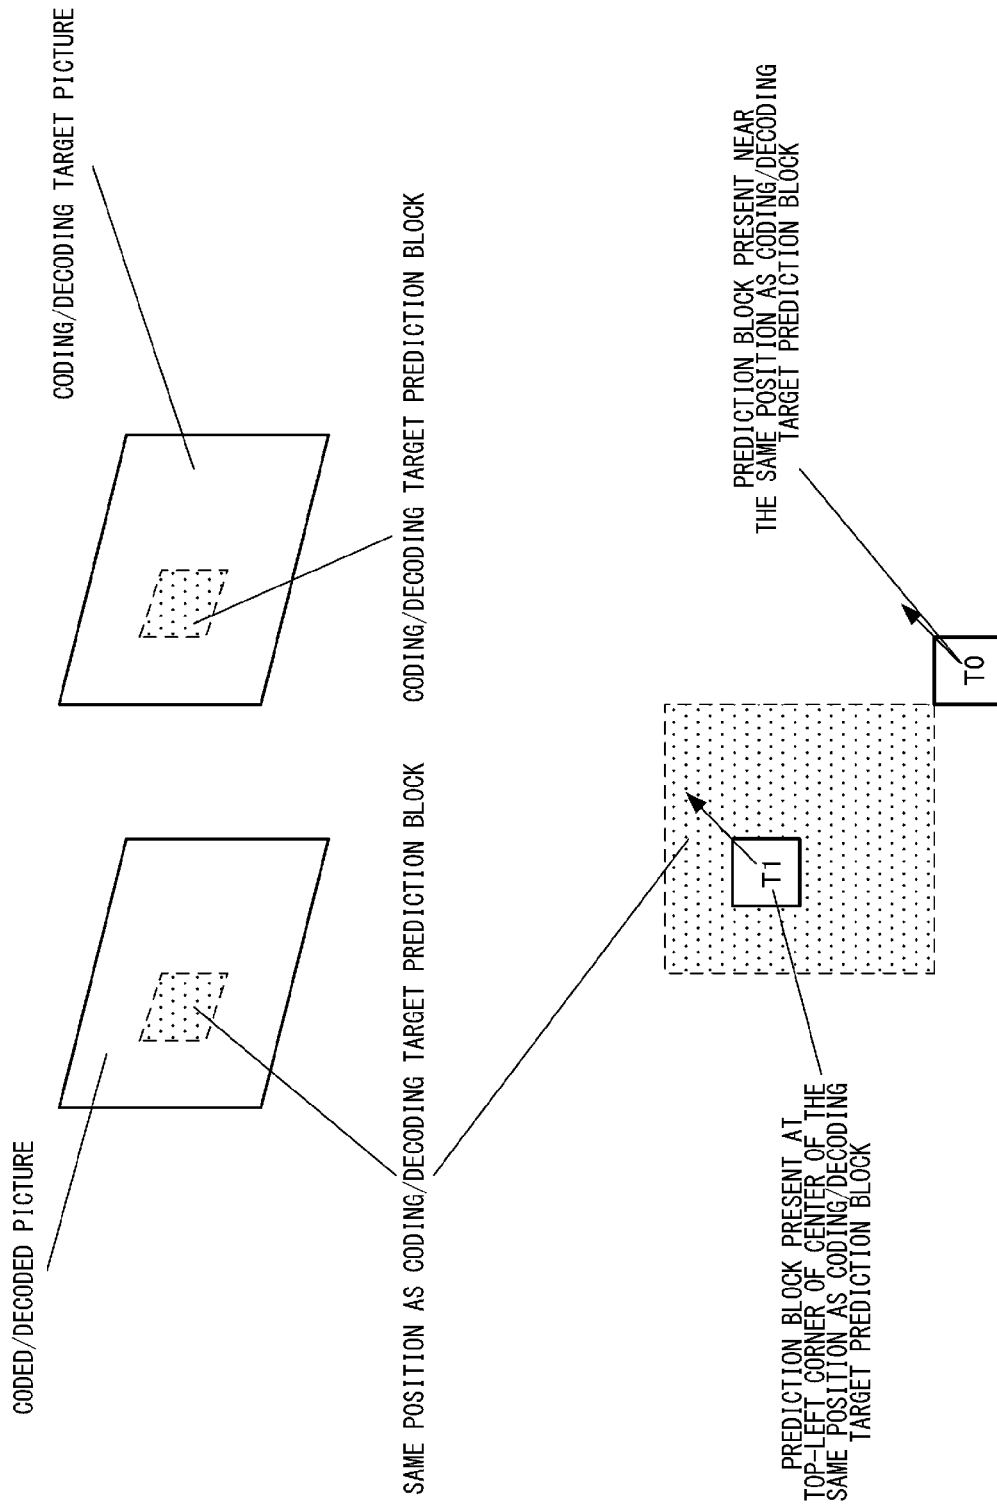 CODED/DECODED PICTURE
CODING/DECODING TARGET PICTURE
SAME POSITION AS CODING/DECODING TARGET PREDICTION BLOCK
CODING/DECODING TARGET PREDICTION BLOCK
T1
T0
PREDICTION BLOCK PRESENT AT
TOP-LEFT CORNER OF CENTER OF THE
SAME POSITION AS CODING/DECODING
TARGET PREDICTION BLOCK
PREDICTION BLOCK PRESENT NEAR
THE SAME POSITION AS CODING/DECODING
TARGET PREDICTION BLOCK